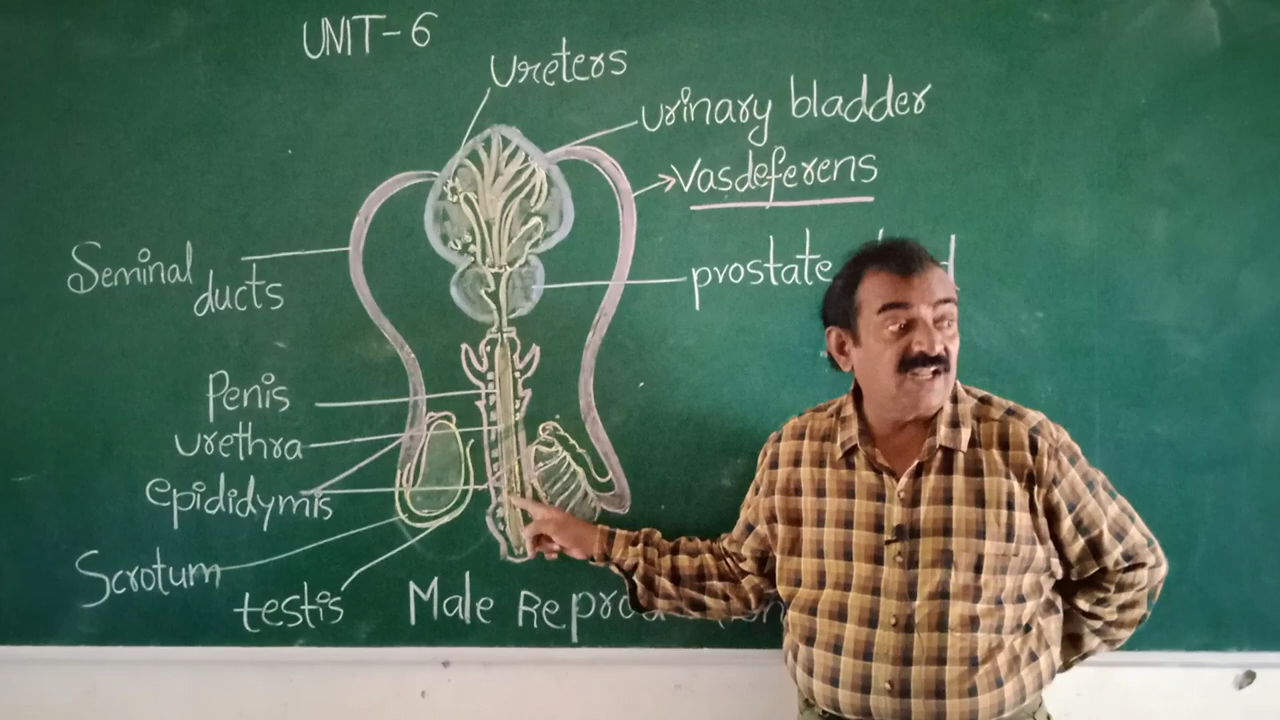 UNIT-6
ureters
urinary bladder
vasdeferens
Seminal
ducts
prostate
Penis
urethra
epididymis
Scrotum
testis
Male